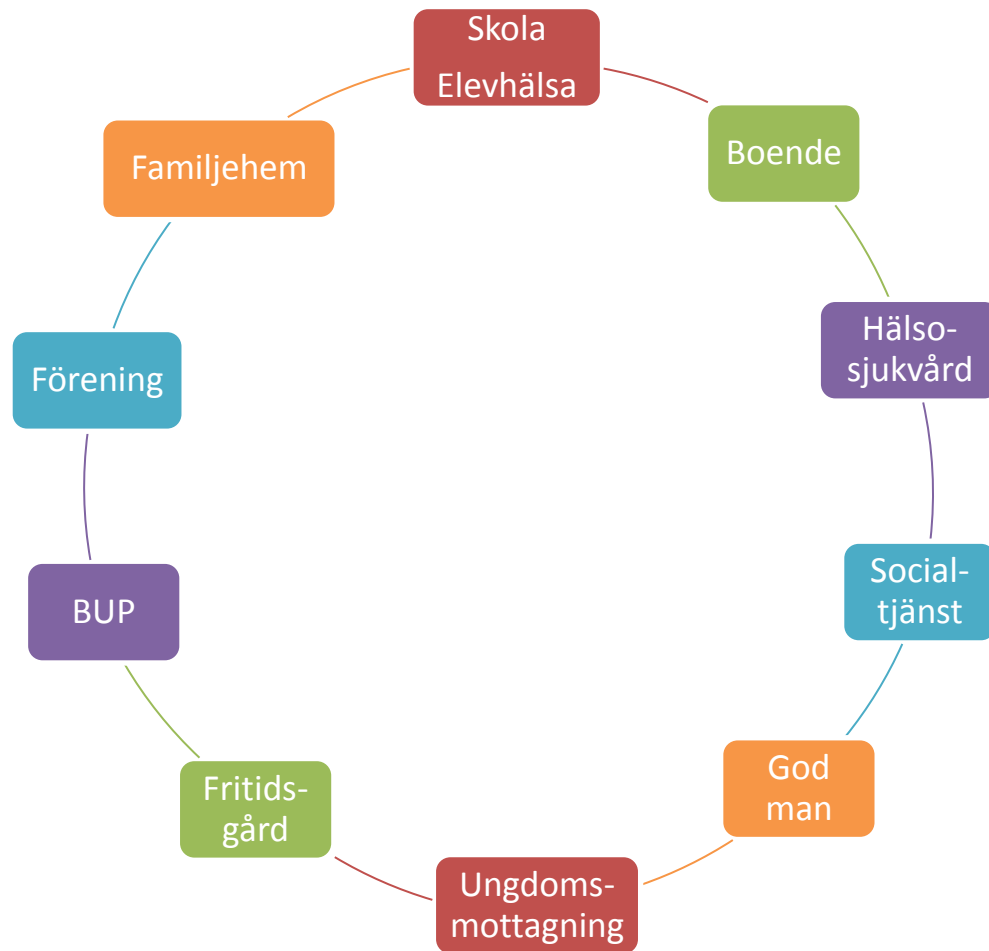 Skola
Elevhälsa
Boende
Hälso-
sjukvård
Social-
tjänst
God
man
Ungdoms-
mottagning
Fritids-
gård
BUP
Förening
Familjehem